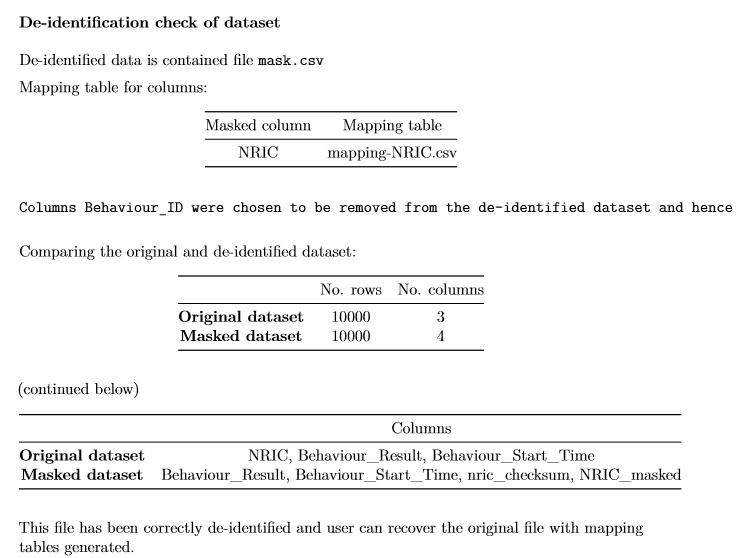 De-identification check of dataset
De-identified data is contained file mask.csv
Mapping table for columns:
Masked column Mapping table
NRIC mapping-NRIC.csv
Columns Behaviour_ID were chosen to be removed from the de-identified dataset and hence
Comparing the original and de-identified dataset:
No. rows No. columns
Original dataset 10000 3
Masked dataset 10000 4
(continued below)
Columns
Original dataset NRIC, Behaviour_Result, Behaviour_Start_Time
Masked dataset Behaviour_Result, Behaviour_Start_Time, nric_checksum, NRIC_masked
This file has been correctly de-identified and user can recover the original file with mapping
tables generated.